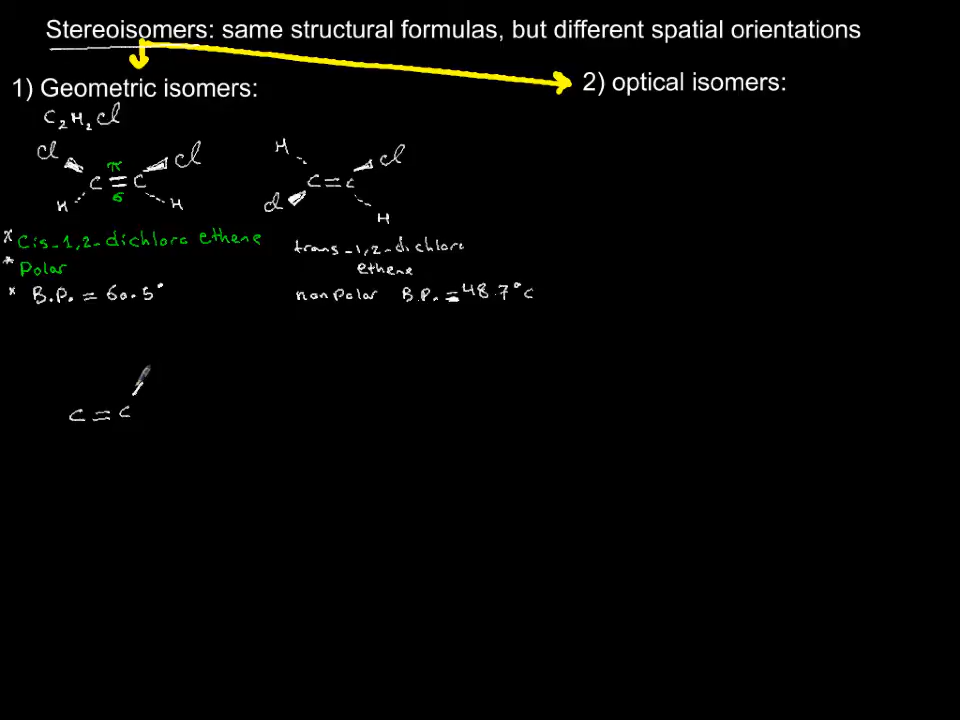 Stereoisomers: same structural formulas, but different spatial orientations
1) Geometric isomers:
2) optical isomers:
C2H2Cl
Cl π Cl
C = C
H σ H
H Cl
C = C
Cl H
* Cis-1,2-dichloro ethene
* Polar
* B.P. = 60.5°
trans-1,2-dichloro
ethene
nonpolar B.P. = 48.7°C
C = C